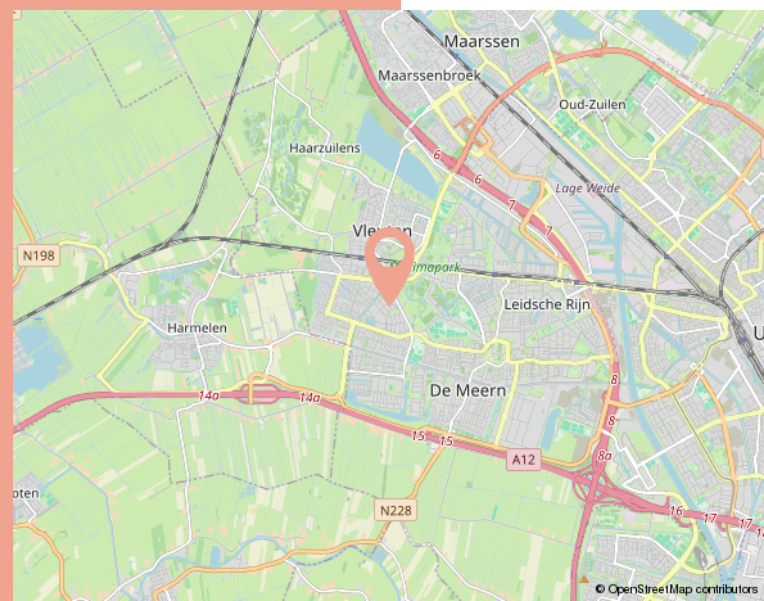 Maarssen
Maarssenbroek
Oud-Zuilen
Haarzuilens
6
6
Lage Weide
7
7
Vleuten
N198
Leidsche Rijn
Harmelen
U
De Meern
8
14a
14a
8
15
15
8a
A12
N228
16
17
17
© OpenStreetMap contributors